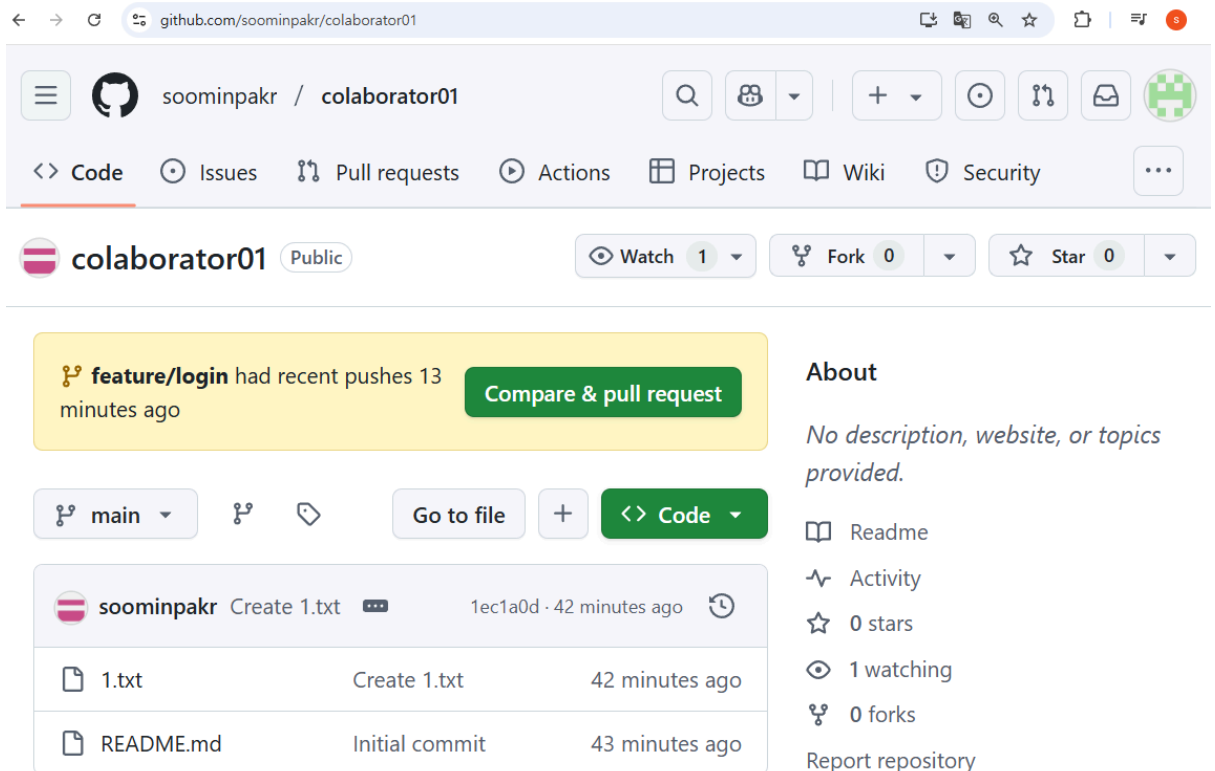 github.com/soominpakr/colaborator01
S
soominpakr / colaborator01
Code Issues Pull requests Actions Projects Wiki Security
colaborator01 Public Watch 1 Fork 0 Star 0
feature/login had recent pushes 13
minutes ago
Compare & pull request
main Go to file Code
soominpakr Create 1.txt 1ec1a0d · 42 minutes ago
1.txt Create 1.txt 42 minutes ago
README.md Initial commit 43 minutes ago
About
No description, website, or topics
provided.
Readme
Activity
0 stars
1 watching
0 forks
Report repository